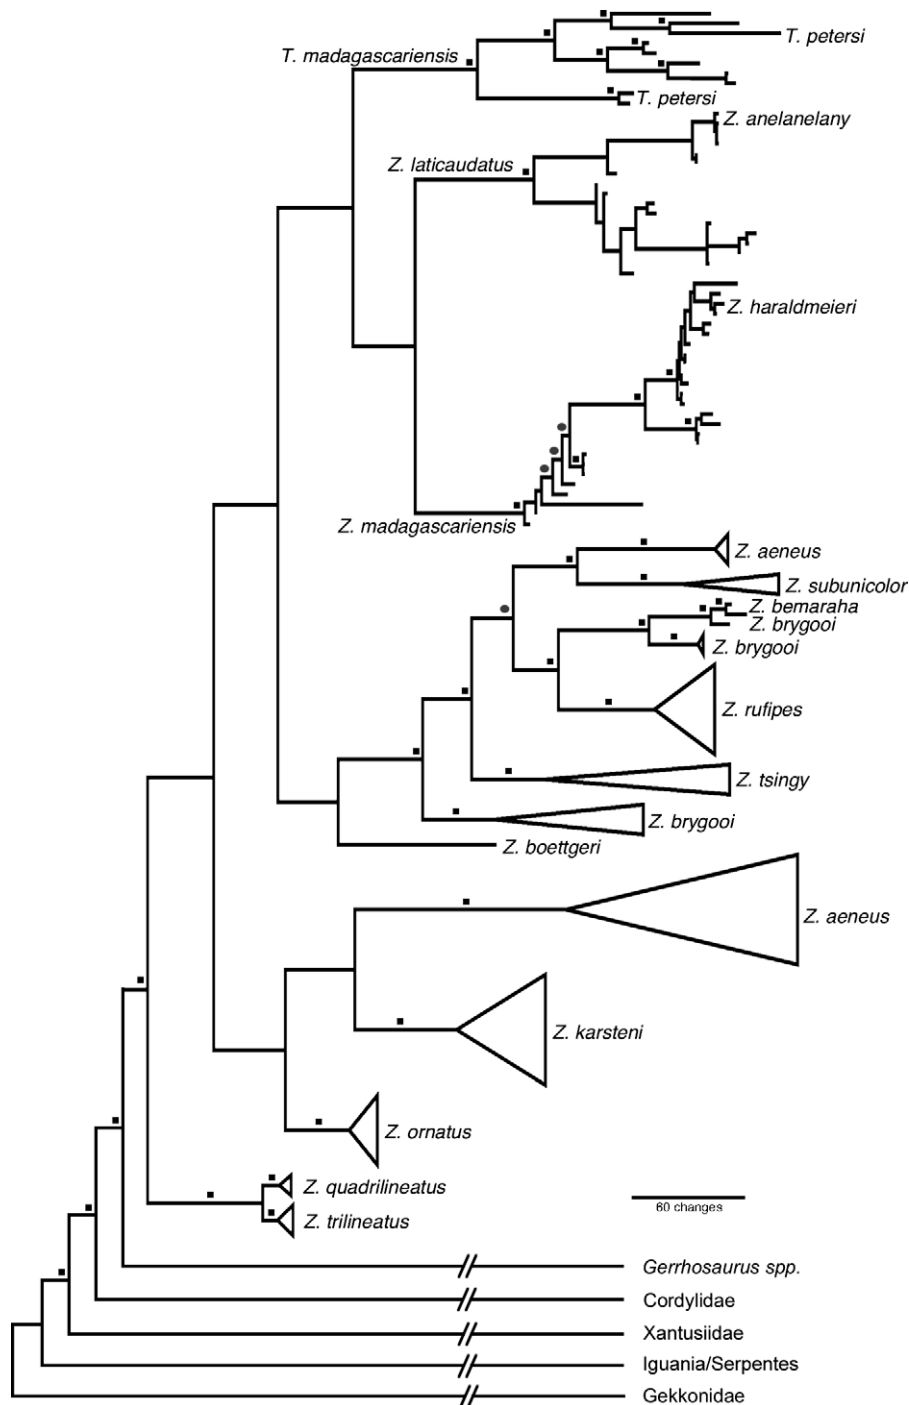 T. petersi
T. madagascariensis
T. petersi
Z. anelanelany
Z. laticaudatus
Z. haraldmeieri
Z. madagascariensis
Z. aeneus
Z. subunicolor
Z. bemaraha
Z. brygooi
Z. brygooi
Z. rufipes
Z. tsingy
Z. brygooi
Z. boettgeri
Z. aeneus
Z. karsteni
Z. ornatus
Z. quadrilineatus
Z. trilineatus
60 changes
Gerrhosaurus spp.
Cordylidae
Xantusiidae
Iguania/Serpentes
Gekkonidae